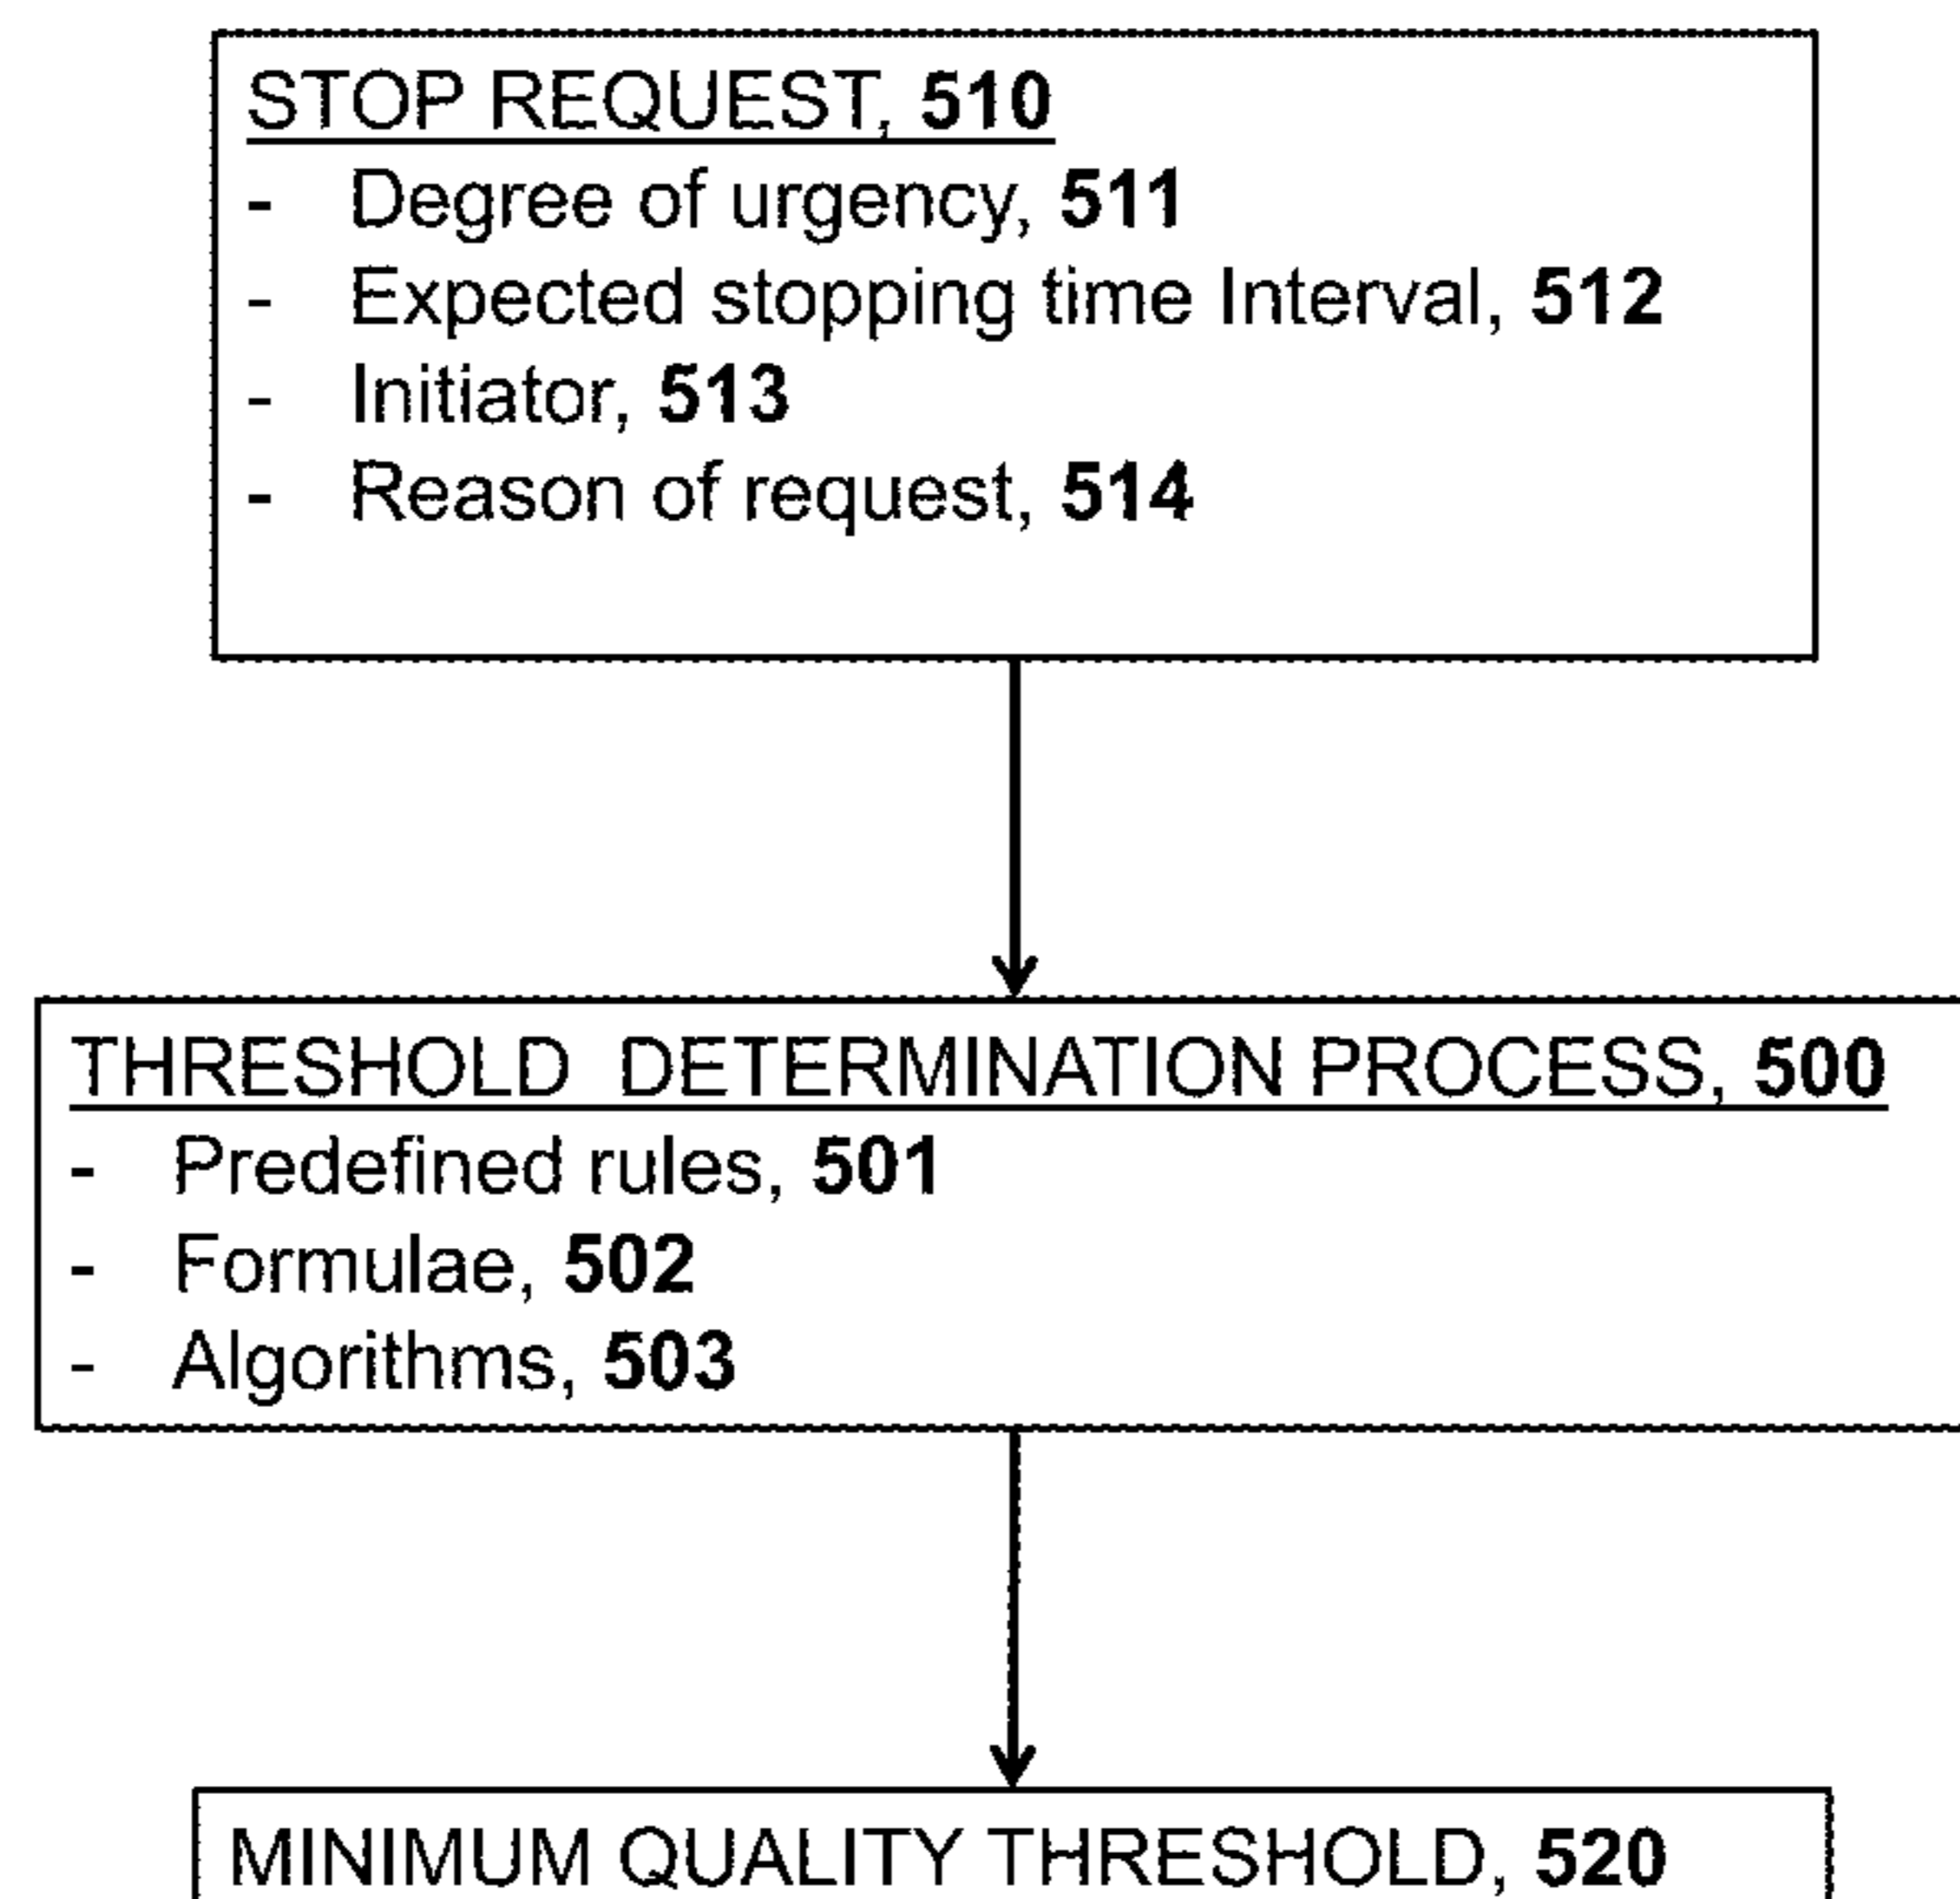 STOP REQUEST, 510
- Degree of urgency, 511
- Expected stopping time Interval, 512
- Initiator, 513
- Reason of request, 514
THRESHOLD DETERMINATION PROCESS, 500
- Predefined rules, 501
- Formulae, 502
- Algorithms, 503
MINIMUM QUALITY THRESHOLD, 520